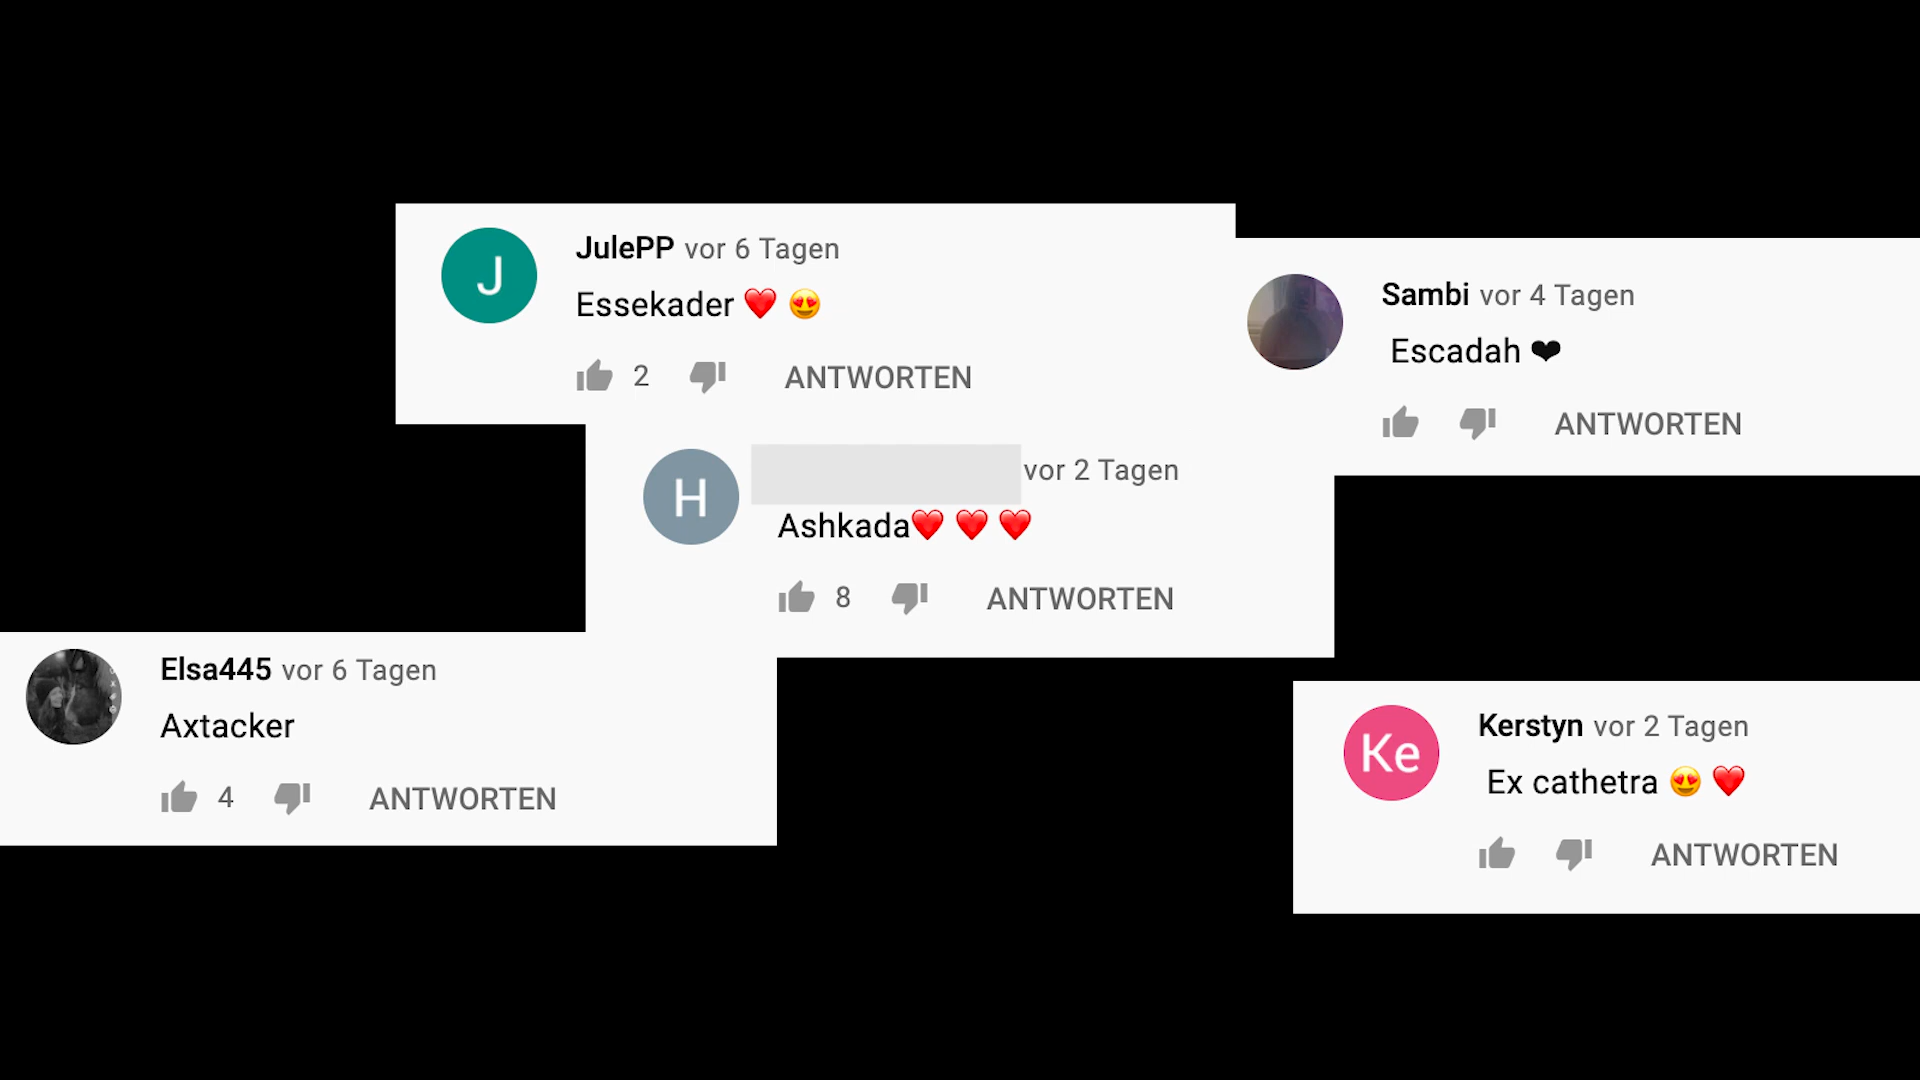 J
JulePP vor 6 Tagen
Essekader ❤️ 😍
2 ANTWORTEN
Sambi vor 4 Tagen
Escadah ❤
ANTWORTEN
H
vor 2 Tagen
Ashkada❤️ ❤️ ❤️
8 ANTWORTEN
Elsa445 vor 6 Tagen
Axtacker
4 ANTWORTEN
Ke
Kerstyn vor 2 Tagen
Ex cathetra 😍 ❤️
ANTWORTEN